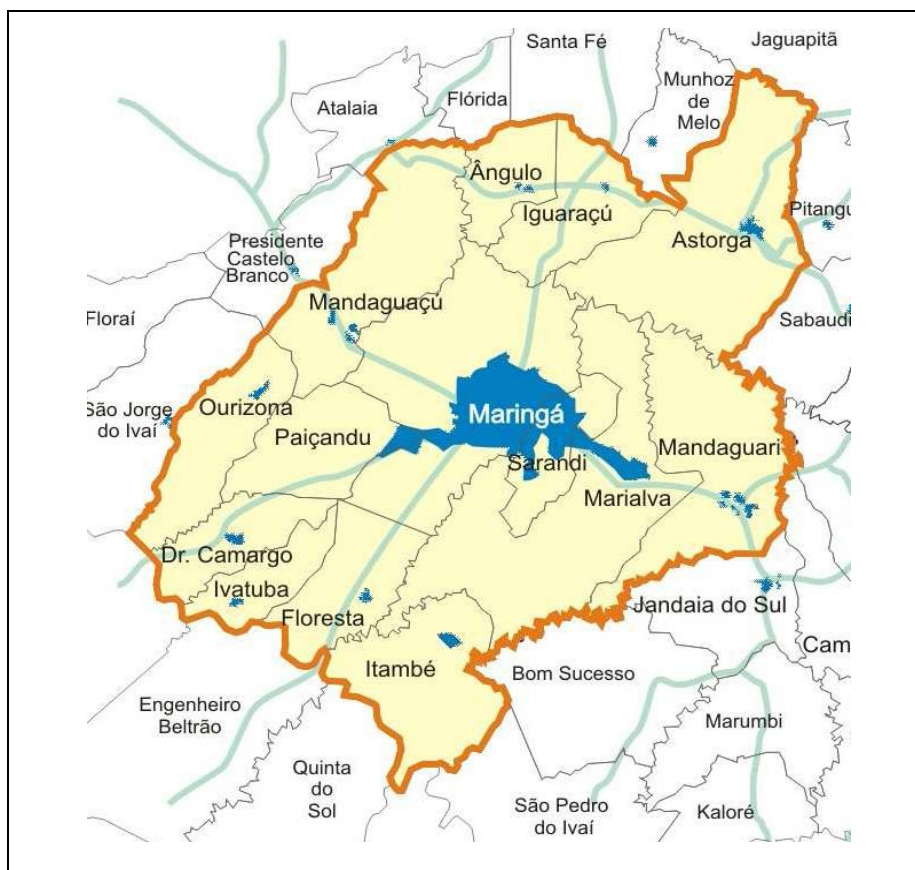 Santa Fé
Jaguapitã
Munhoz
de
Melo
Atalaia
Flórida
Ângulo
Iguaraçú
Astorga
Pitangu
Presidente
Castelo
Branco
Mandaguaçú
Floraí
Sabaudi
São Jorge
do Ivaí
Ourizona
Maringá
Paiçandu
Sarandi
Mandaguari
Marialva
Dr. Camargo
Ivatuba
Floresta
Jandaia do Sul
Itambé
Bom Sucesso
Cam
Engenheiro
Beltrão
Marumbi
Quinta
do
Sol
São Pedro
do Ivaí
Kaloré